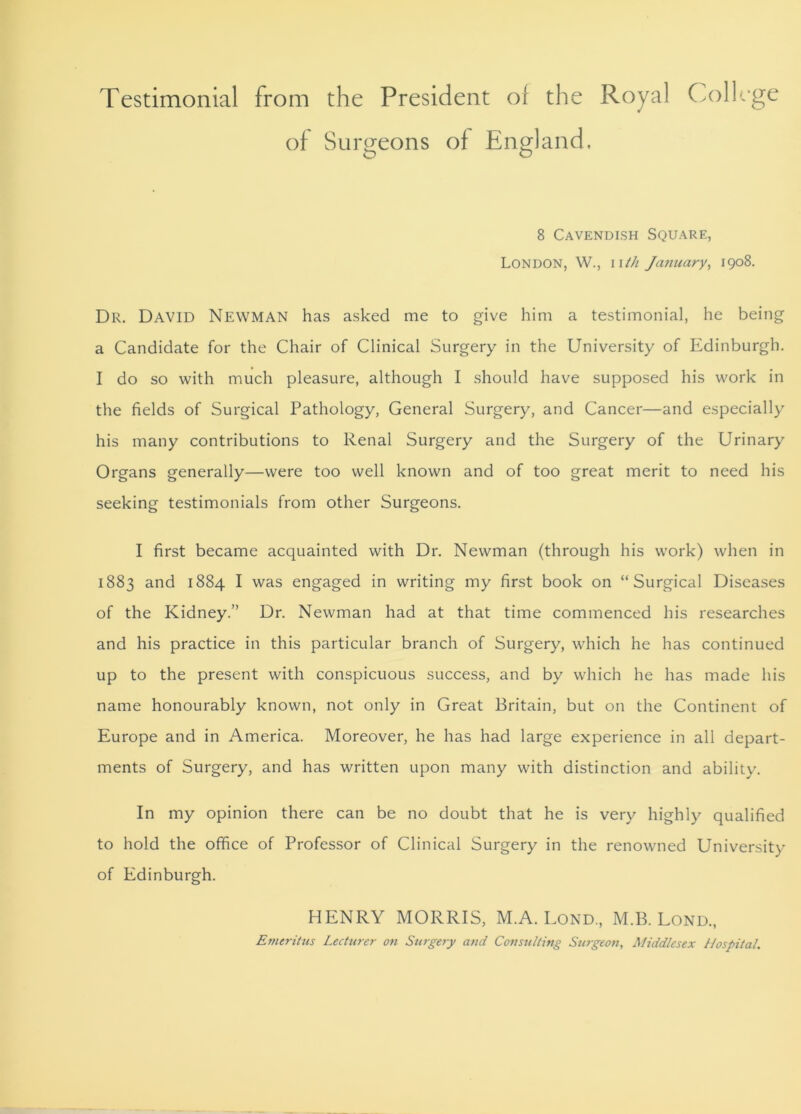 Testimonial from the President of the Royal College
of Surgeons of England.
8 Cavendish Square,
London, W., 11th January, 1908.
Dr. David Newman has asked me to give him a testimonial, he being
a Candidate for the Chair of Clinical Surgery in the University of Edinburgh.
I do so with much pleasure, although I should have supposed his work in
the fields of Surgical Pathology, General Surgery, and Cancer—and especially
his many contributions to Renal Surgery and the Surgery of the Urinary
Organs generally—were too well known and of too great merit to need his
seeking testimonials from other Surgeons.
I first became acquainted with Dr. Newman (through his work) when in
1883 and 1884 I was engaged in writing my first book on “Surgical Diseases
of the Kidney.” Dr. Newman had at that time commenced his researches
and his practice in this particular branch of Surgery, which he has continued
up to the present with conspicuous success, and by which he has made his
name honourably known, not only in Great Britain, but on the Continent of
Europe and in America. Moreover, he has had large experience in all depart-
ments of Surgery, and has written upon many with distinction and ability.
In my opinion there can be no doubt that he is very highly qualified
to hold the office of Professor of Clinical Surgery in the renowned University
of Edinburgh.
HENRY MORRIS, M.A. Lond., M.B. Lond.,
Emeritus Lecturer on Surgery and Consulting Surgeon, Middlesex Hospital.